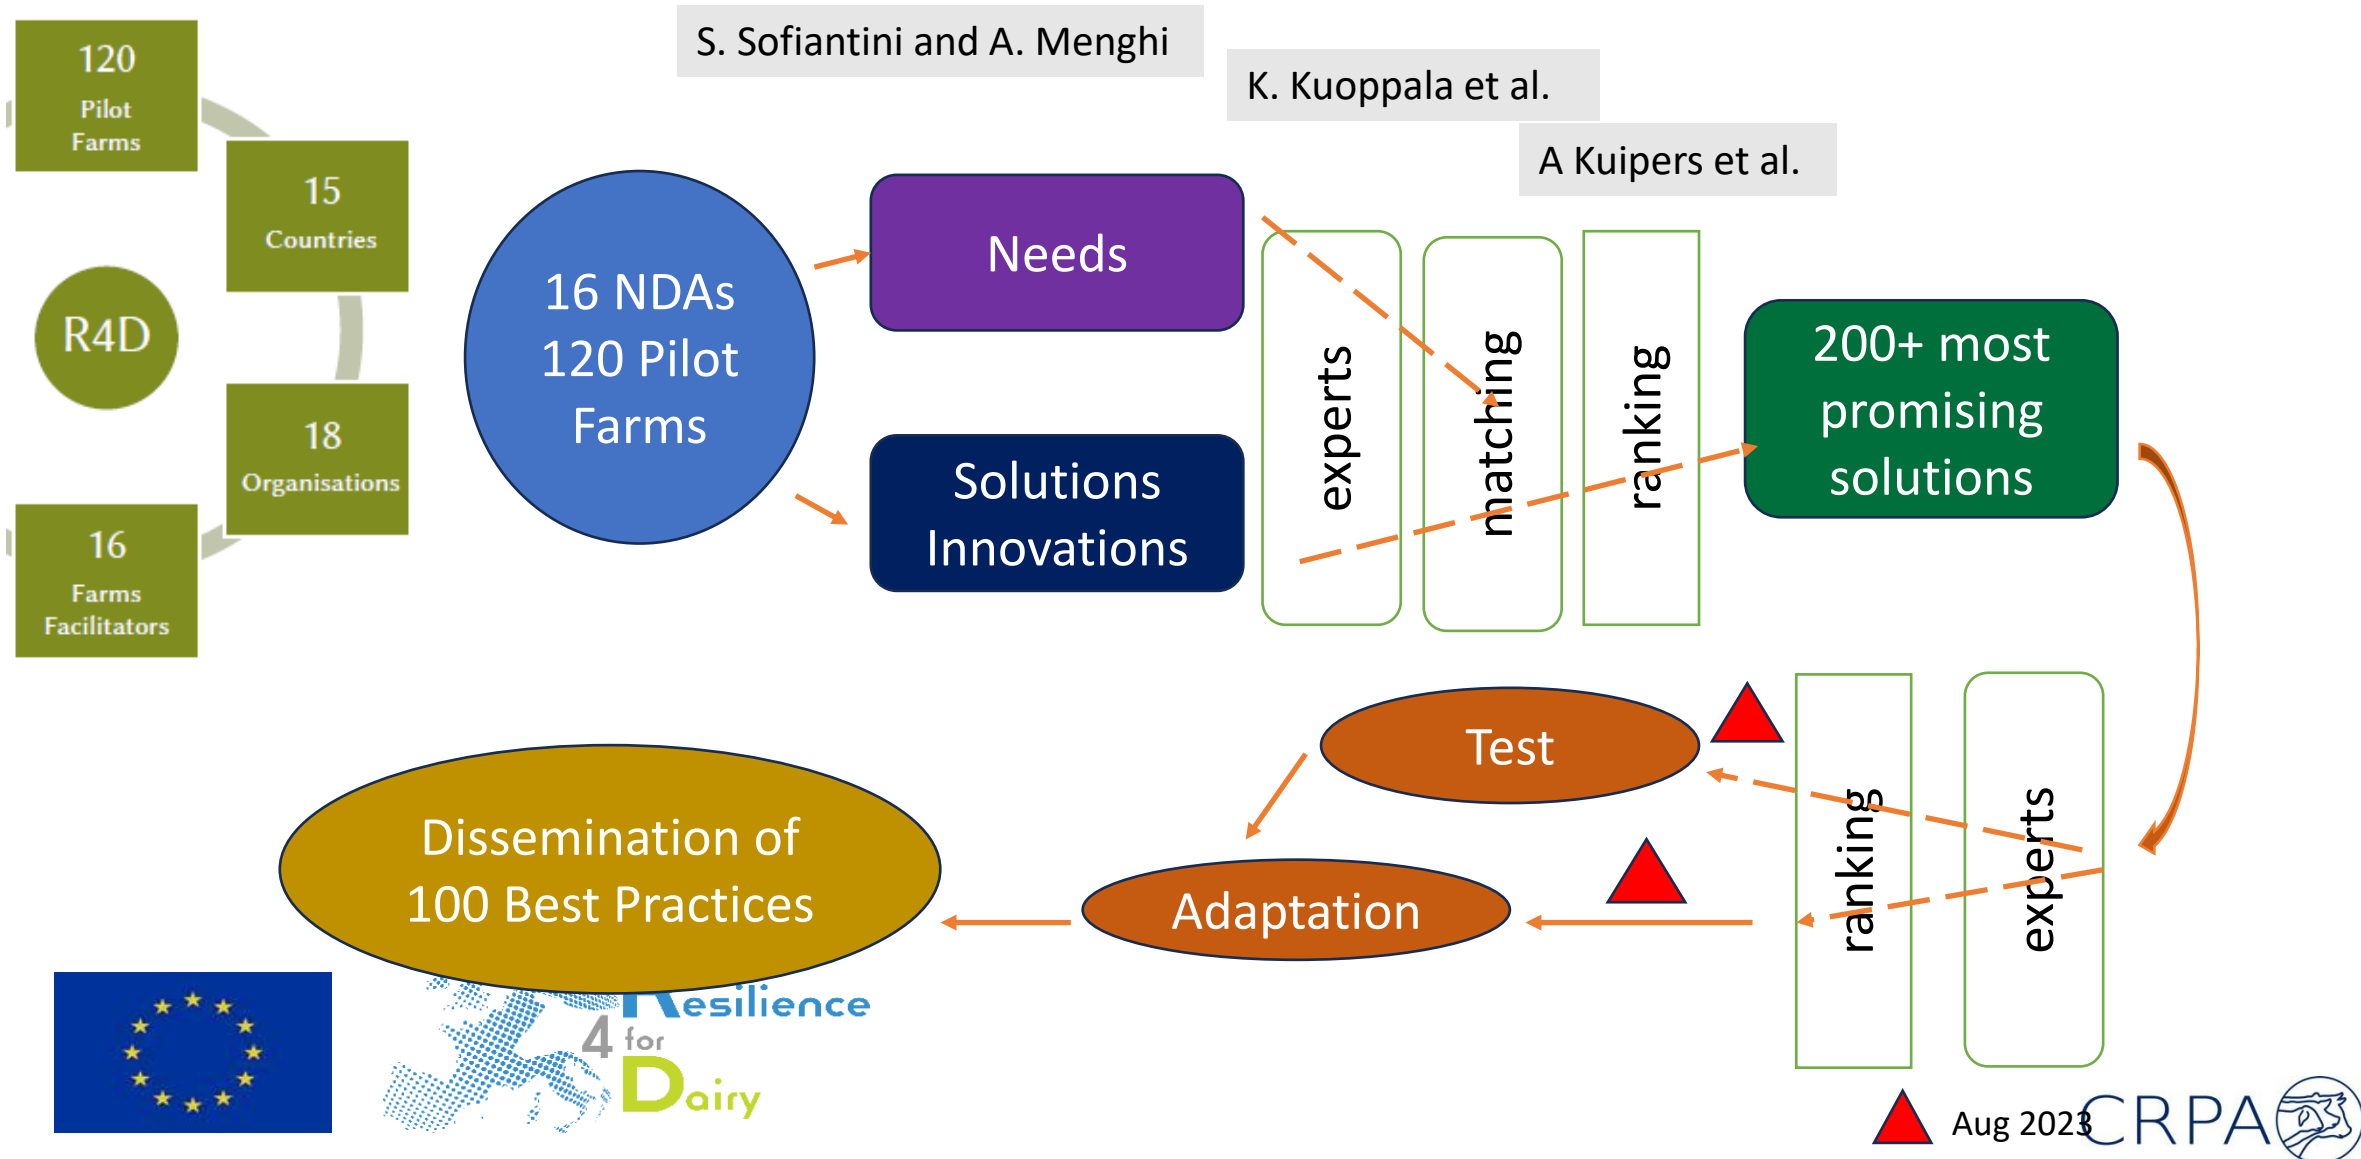 120
Pilot
Farms
15
Countries
R4D
18
Organisations
16
Farms
Facilitators
S. Sofiantini and A. Menghi
K. Kuoppala et al.
A Kuipers et al.
16 NDAs
120 Pilot
Farms
Needs
Solutions
Innovations
experts
matching
ranking
200+ most
promising
solutions
Test
ranking
experts
Adaptation
Dissemination of
100 Best Practices
Resilience
4 for
Dairy
Aug 2023
CRPA